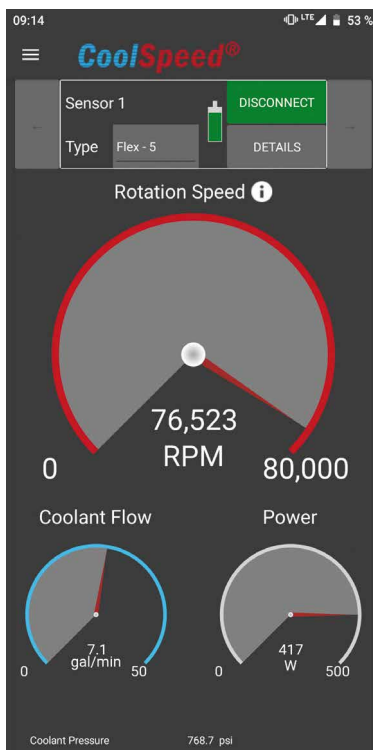 09:14 LTE 53 %
CoolSpeed®
Sensor 1 DISCONNECT
Type Flex - 5 DETAILS
Rotation Speed i
76,523
RPM
0 80,000
Coolant Flow Power
7.1 417
gal/min W
0 50 0 500
Coolant Pressure 768.7 psi